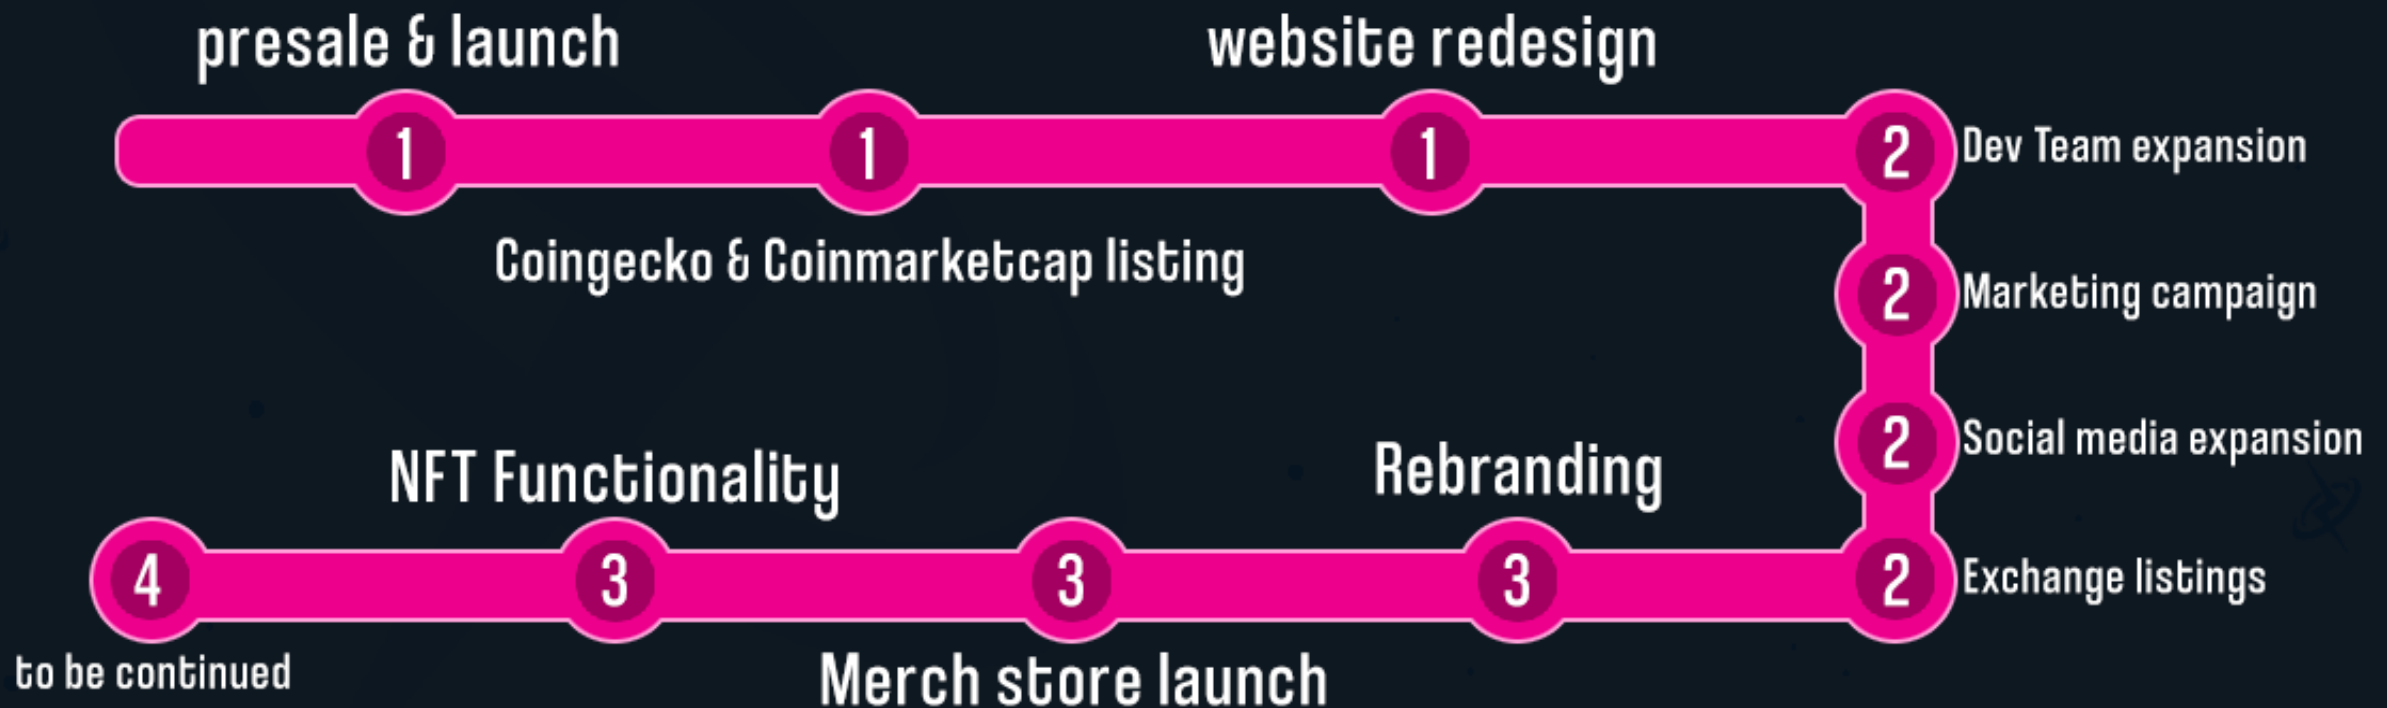 presale & launch
website redesign
1
1
1
2
Dev Team expansion
Coingecko & Coinmarketcap listing
2
Marketing campaign
2
Social media expansion
NFT Functionality
Rebranding
4
3
3
3
2
Exchange listings
to be continued
Merch store launch